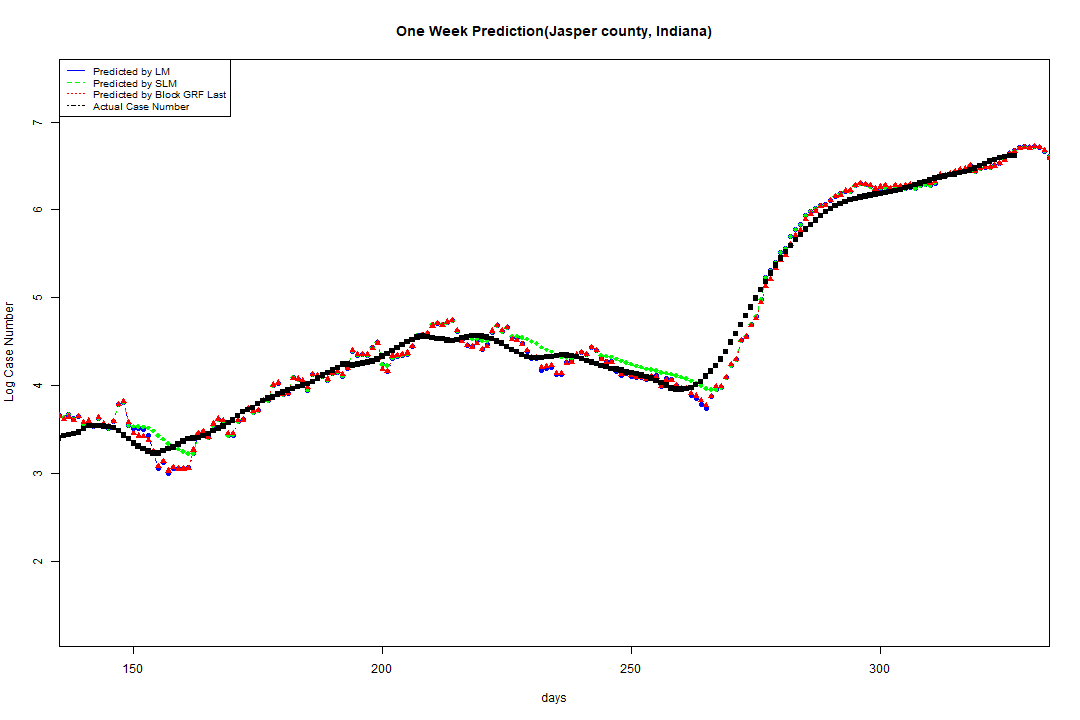 One Week Prediction(Jasper county, Indiana)
Predicted by LM
Predicted by SLM
Predicted by Block GRF Last
Actual Case Number
7
6
5
4
3
2
Log Case Number
150 200 250 300
days